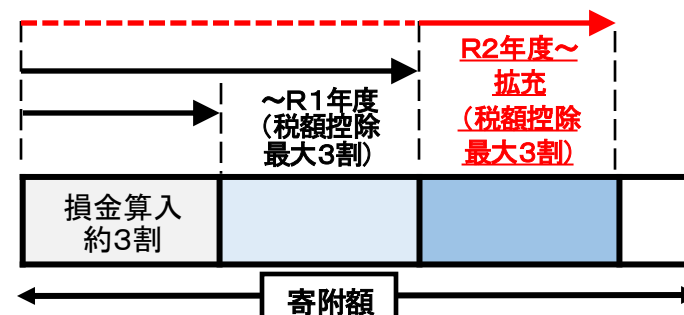 R2年度～
拡充
（税額控除
最大3割）
～R1年度
（税額控除
最大3割）
損金算入
約3割
寄附額